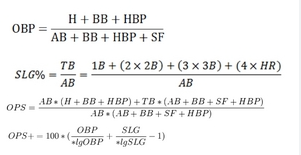 OBP = (H + BB + HBP) / (AB + BB + HBP + SF)
SLG% = TB / AB = (1B + (2 × 2B) + (3 × 3B) + (4 × HR)) / AB
OPS = (AB * (H + BB + HBP) + TB * (AB + BB + SF + HBP)) / (AB * (AB + BB + SF + HBP))
OPS+ = 100 * (OBP / *lgOBP + SLG / *lgSLG − 1)